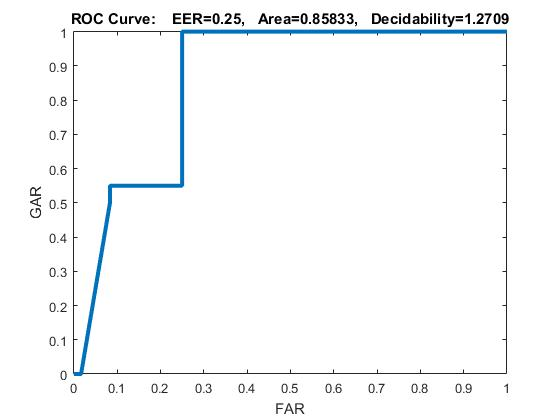 ROC Curve:    EER=0.25,   Area=0.85833,   Decidability=1.2709
1
0.9
0.8
0.7
0.6
0.5
0.4
0.3
0.2
0.1
0
GAR
0 0.1 0.2 0.3 0.4 0.5 0.6 0.7 0.8 0.9 1
FAR